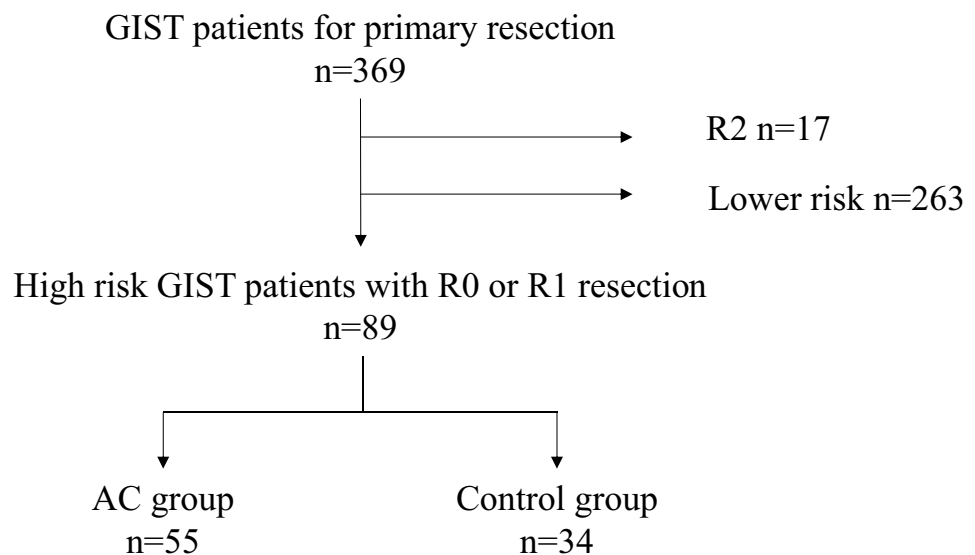 GIST patients for primary resection
n=369
R2 n=17
Lower risk n=263
High risk GIST patients with R0 or R1 resection
n=89
AC group
n=55
Control group
n=34